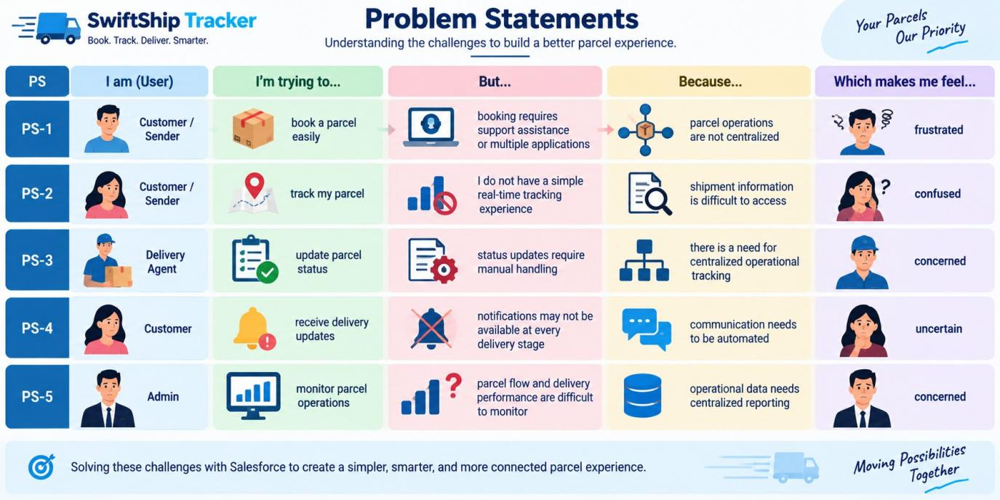 SwiftShip Tracker
Book. Track. Deliver. Smarter.
Problem Statements
Understanding the challenges to build a better parcel experience.
Your Parcels
Our Priority
PS
I am (User)
I'm trying to...
But...
Because...
Which makes me feel...
PS-1
Customer /
Sender
book a parcel
easily
booking requires
support assistance
or multiple applications
parcel operations
are not centralized
frustrated
PS-2
Customer /
Sender
track my parcel
I do not have a simple
real-time tracking
experience
shipment information
is difficult to access
?
confused
PS-3
Delivery
Agent
update parcel
status
status updates require
manual handling
there is a need for
centralized operational
tracking
concerned
PS-4
Customer
!
receive delivery
updates
notifications may not be
available at every
delivery stage
communication needs
to be automated
uncertain
PS-5
Admin
monitor parcel
operations
?
parcel flow and delivery
performance are difficult
to monitor
operational data needs
centralized reporting
concerned
Solving these challenges with Salesforce to create a simpler, smarter, and more connected parcel experience.
Moving Possibilities
Together